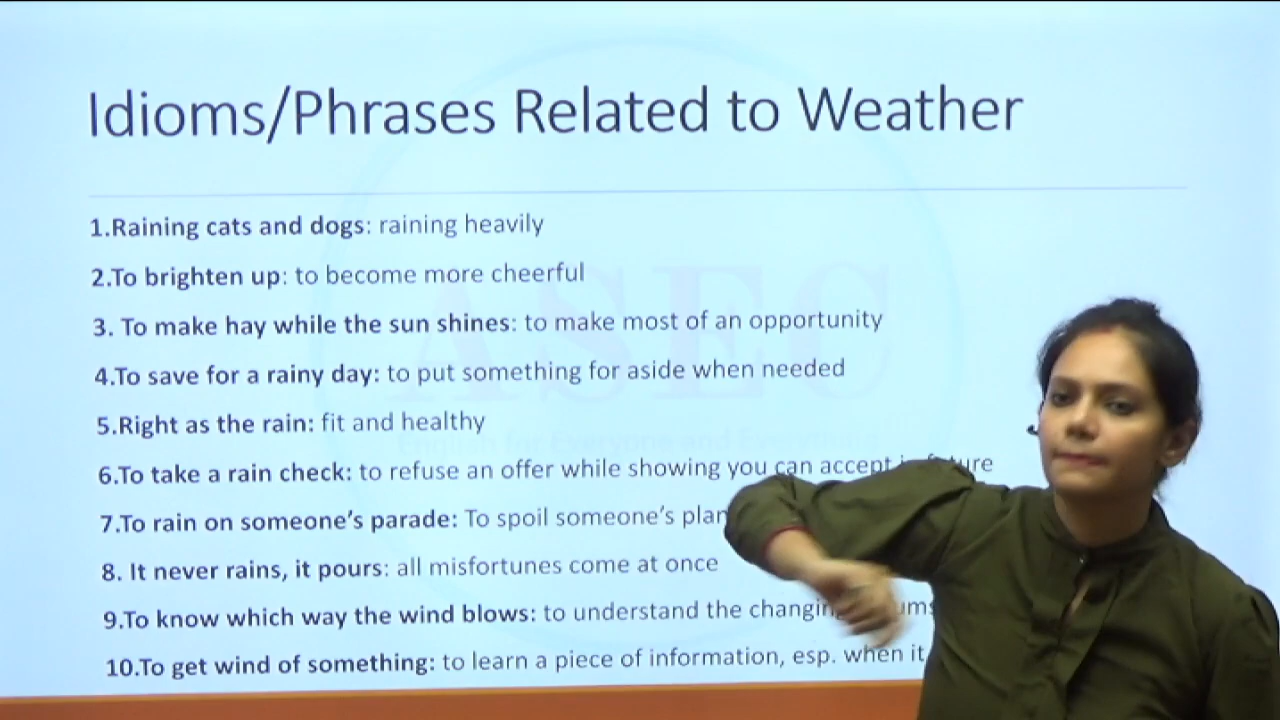 Idioms/Phrases Related to Weather
1.Raining cats and dogs: raining heavily
2.To brighten up: to become more cheerful
3. To make hay while the sun shines: to make most of an opportunity
4.To save for a rainy day: to put something for aside when needed
5.Right as the rain: fit and healthy
6.To take a rain check: to refuse an offer while showing you can accept
7.To rain on someone's parade: To spoil someone's
8. It never rains, it pours: all misfortunes come at once
9.To know which way the wind blows: to understand the
10.To get wind of something: to learn a piece of information, esp. when it
ASEC
English for Everyone and Everywhere